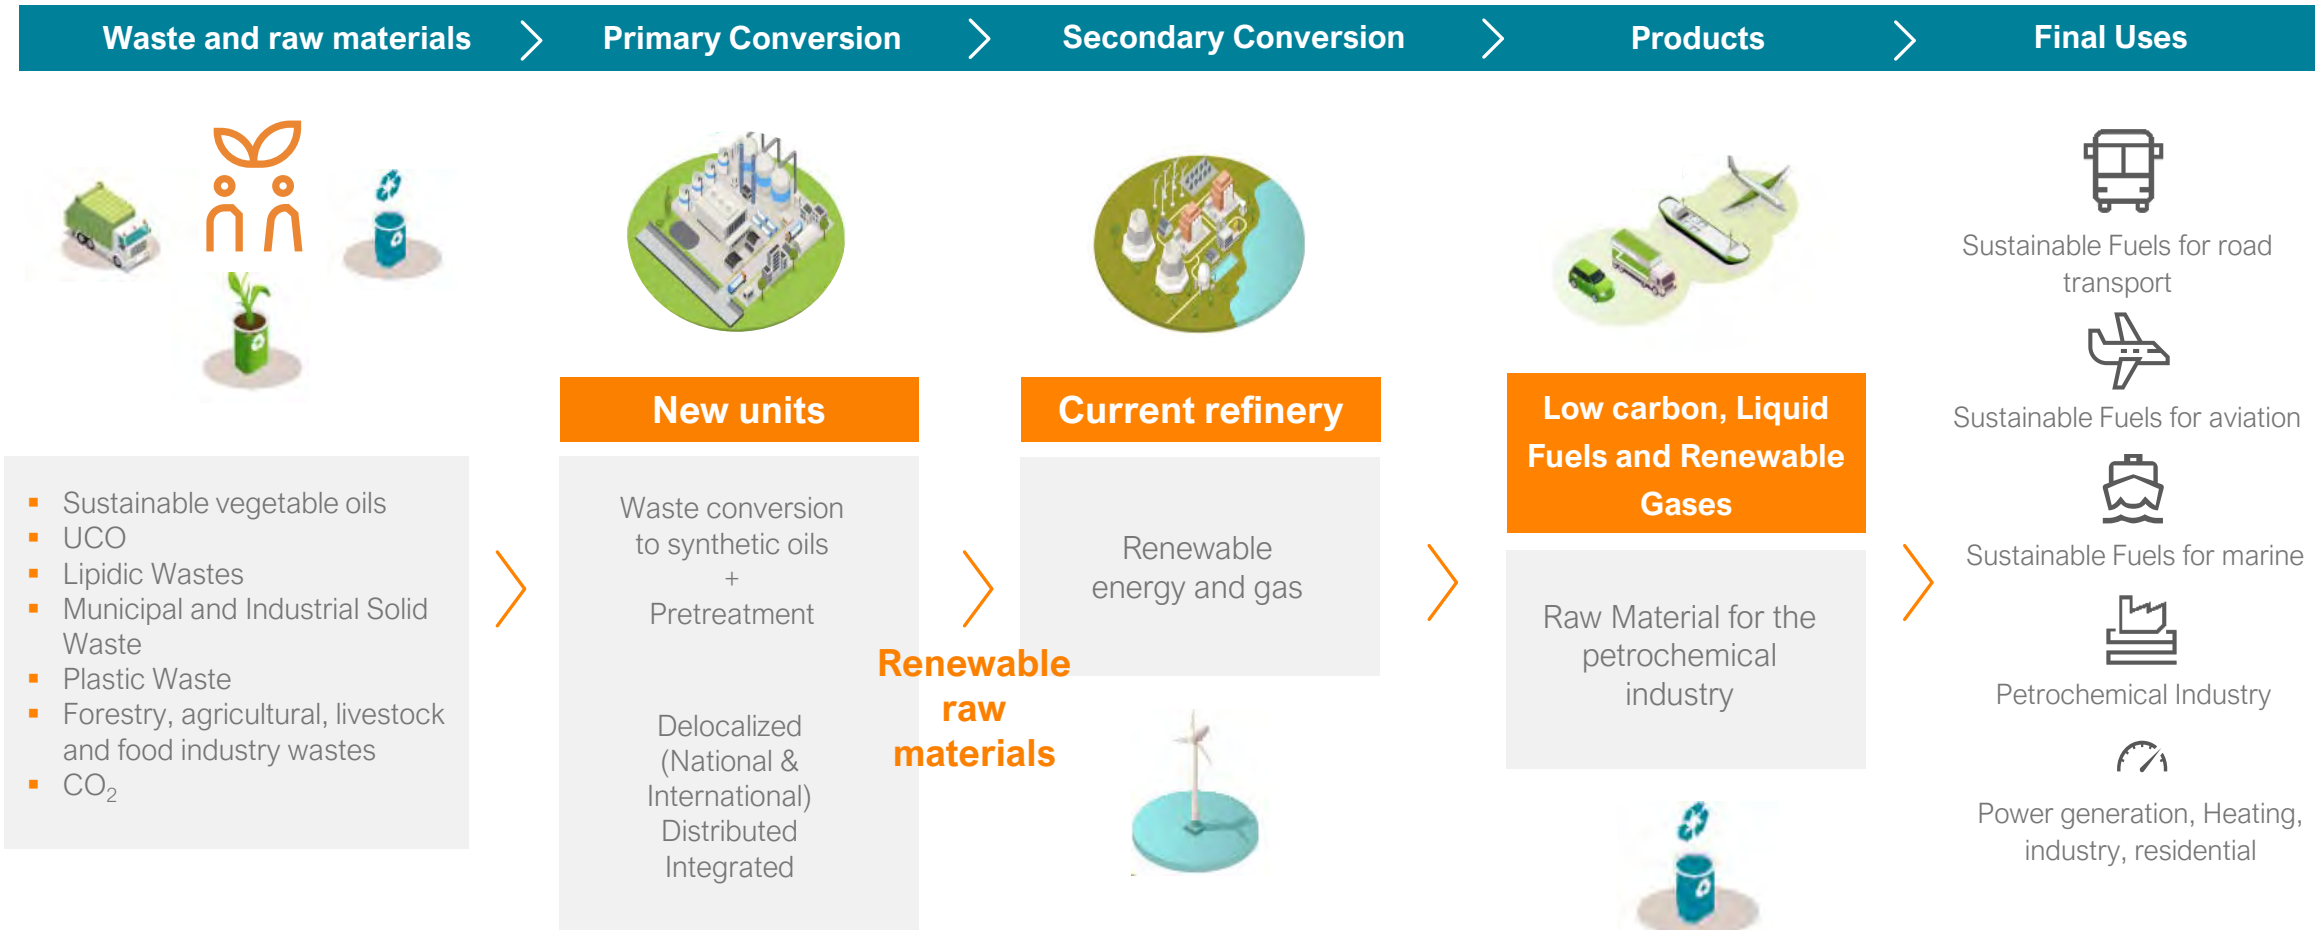 Waste and raw materials
Primary Conversion
Secondary Conversion
Products
Final Uses
Sustainable vegetable oils
UCO
Lipidic Wastes
Municipal and Industrial Solid
Waste
Plastic Waste
Forestry, agricultural, livestock
and food industry wastes
CO₂
New units
Waste conversion
to synthetic oils
+
Pretreatment
Delocalized
(National &
International)
Distributed
Integrated
Renewable
raw
materials
Current refinery
Renewable
energy and gas
Low carbon, Liquid
Fuels and Renewable
Gases
Raw Material for the
petrochemical
industry
Sustainable Fuels for road
transport
Sustainable Fuels for aviation
Sustainable Fuels for marine
Petrochemical Industry
Power generation, Heating,
industry, residential